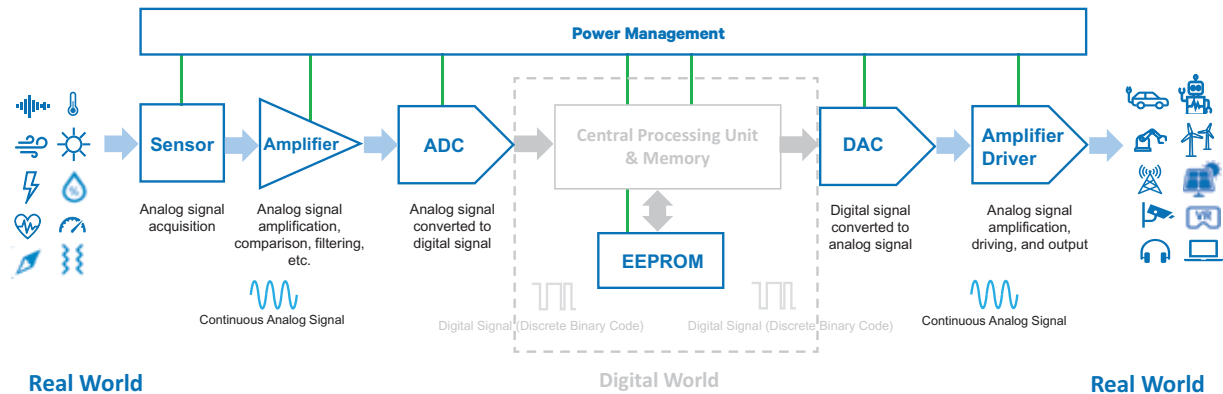 Power Management
Sensor
Amplifier
ADC
Central Processing Unit
& Memory
DAC
Amplifier
Driver
EEPROM
Analog signal
acquisition
Analog signal
amplification,
comparison, filtering,
etc.
Analog signal
converted to
digital signal
Digital signal
converted to
analog signal
Analog signal
amplification,
driving, and output
%
VR
Continuous Analog Signal
Digital Signal (Discrete Binary Code)
Digital Signal (Discrete Binary Code)
Continuous Analog Signal
Real World
Digital World
Real World